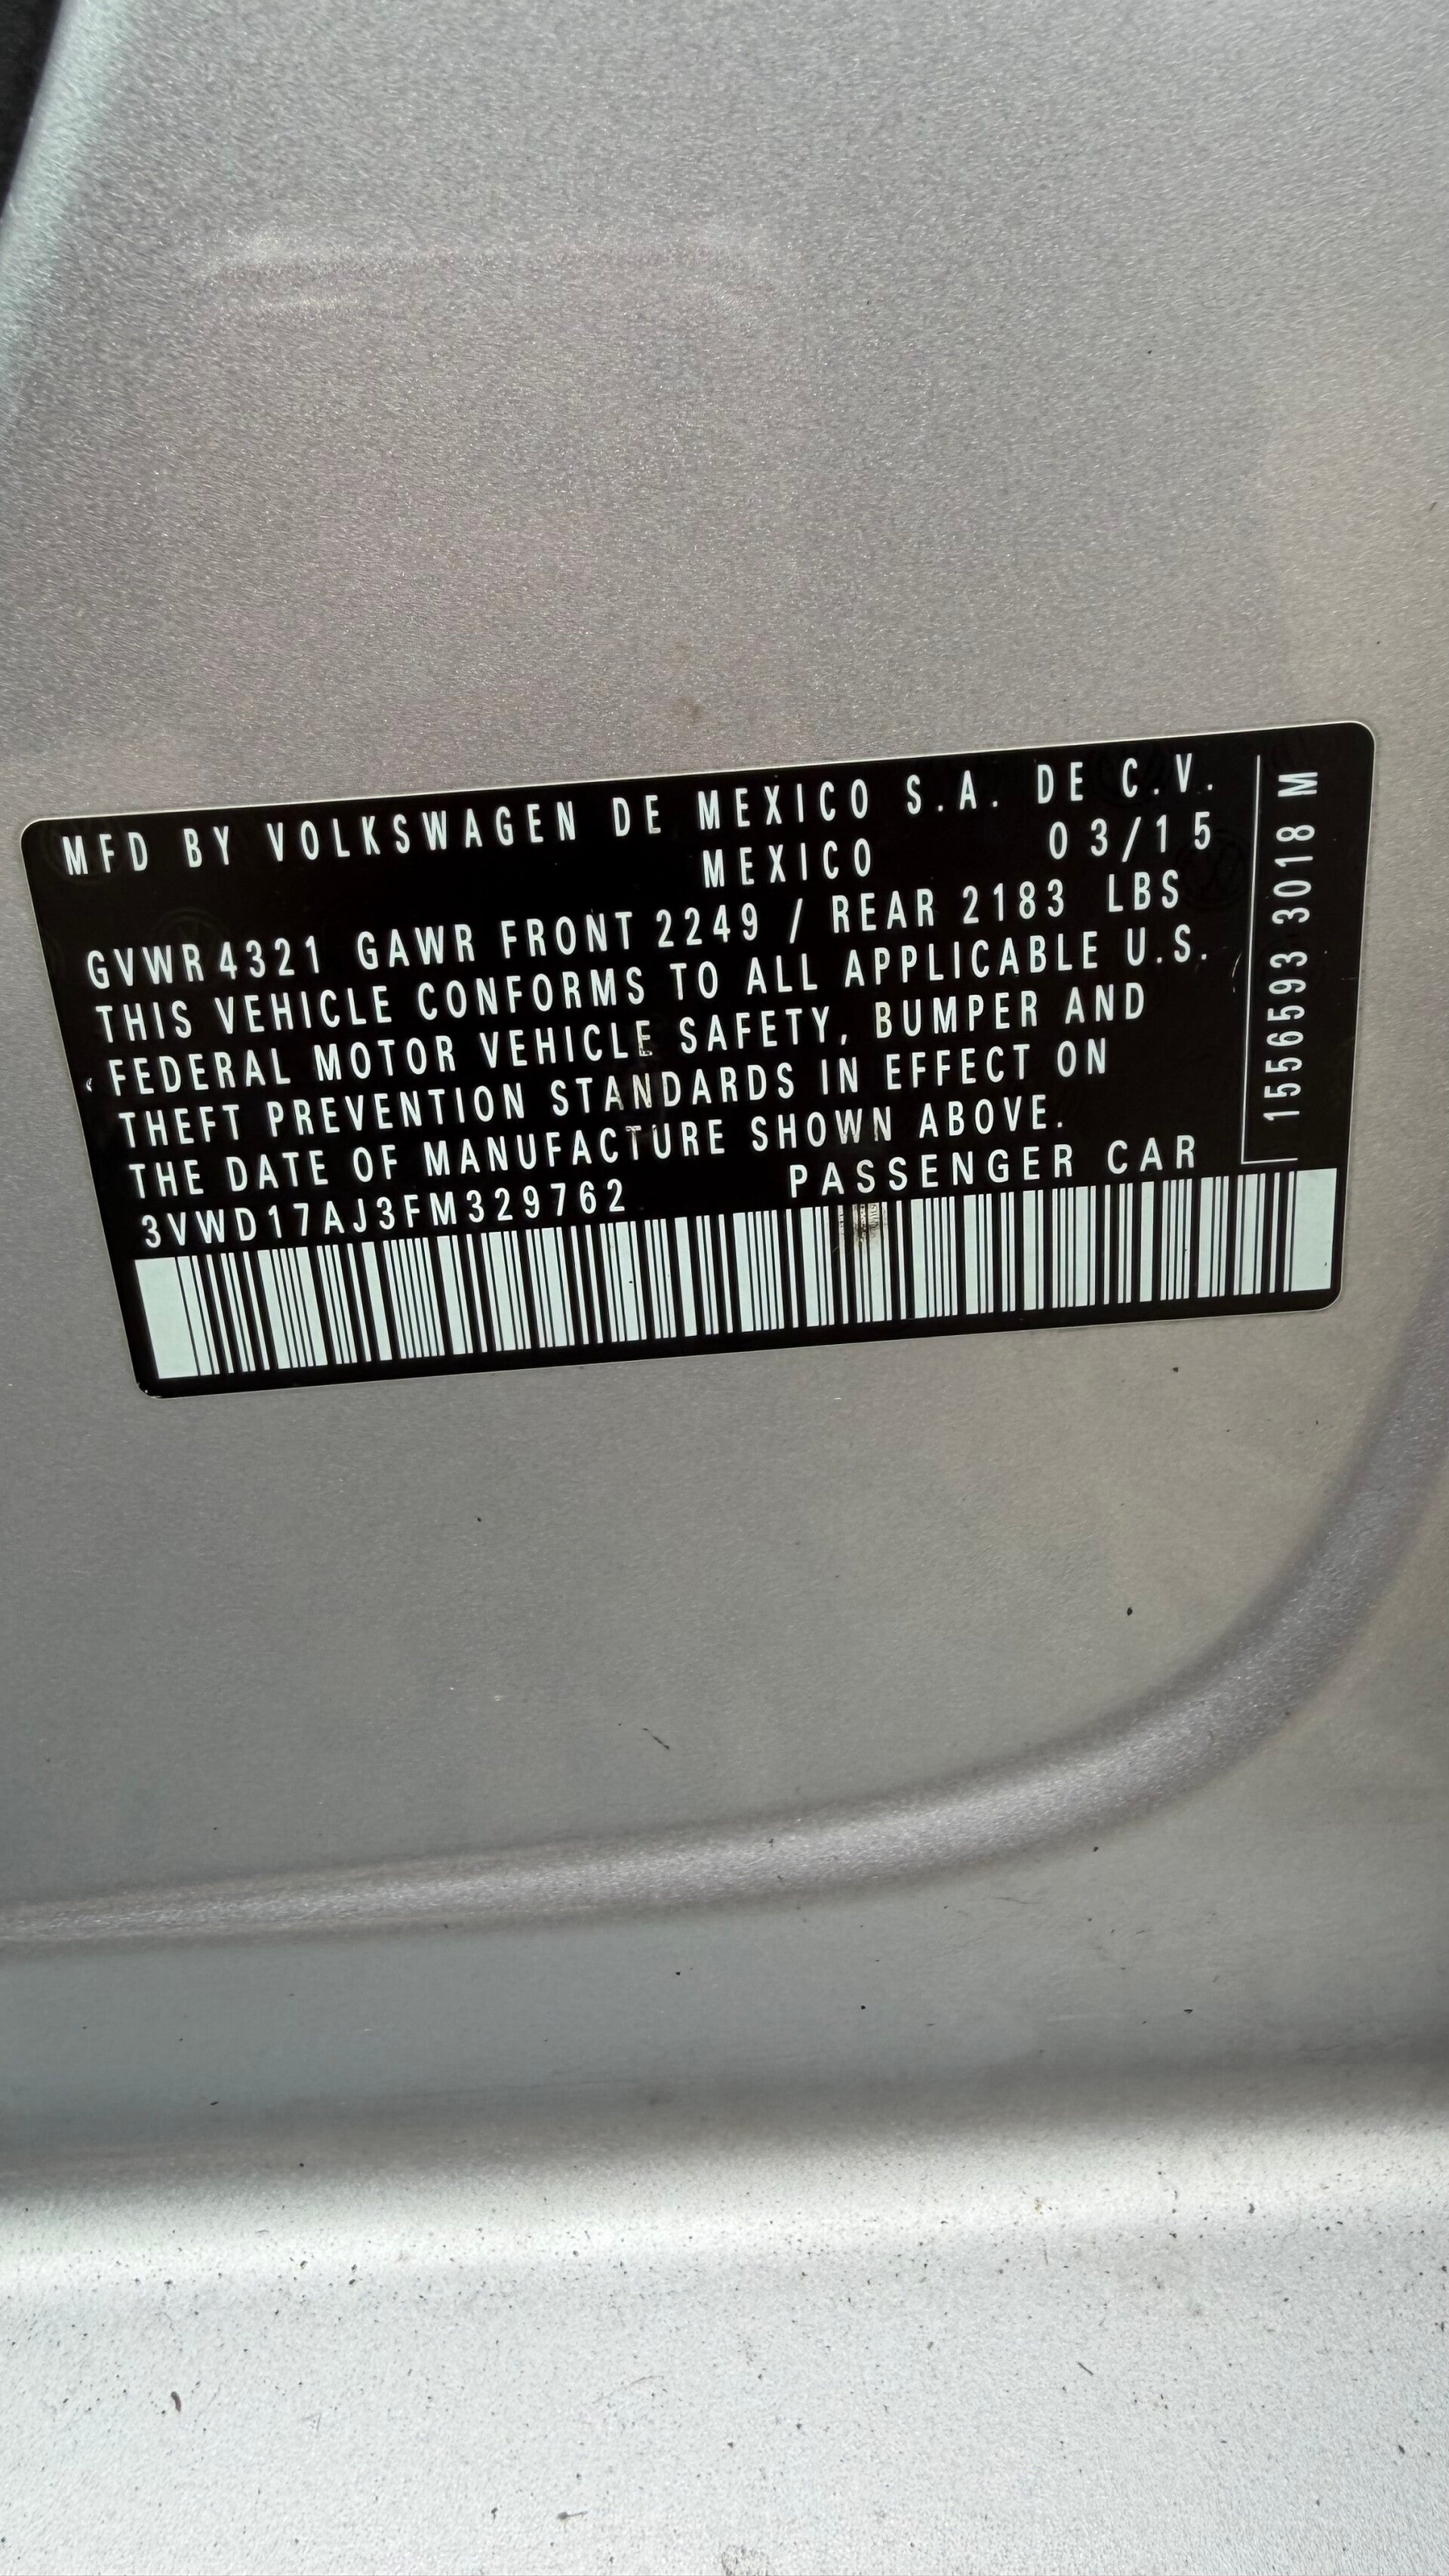 MFD BY VOLKSWAGEN DE MEXICO S.A. DE C.V.
MEXICO 03/15
GVWR 4321 GAWR FRONT 2249 / REAR 2183 LBS
THIS VEHICLE CONFORMS TO ALL APPLICABLE U.S.
FEDERAL MOTOR VEHICLE SAFETY, BUMPER AND
THEFT PREVENTION STANDARDS IN EFFECT ON
THE DATE OF MANUFACTURE SHOWN ABOVE.
3VWD17AJ3FM329762 PASSENGER CAR
1556593 3018 M